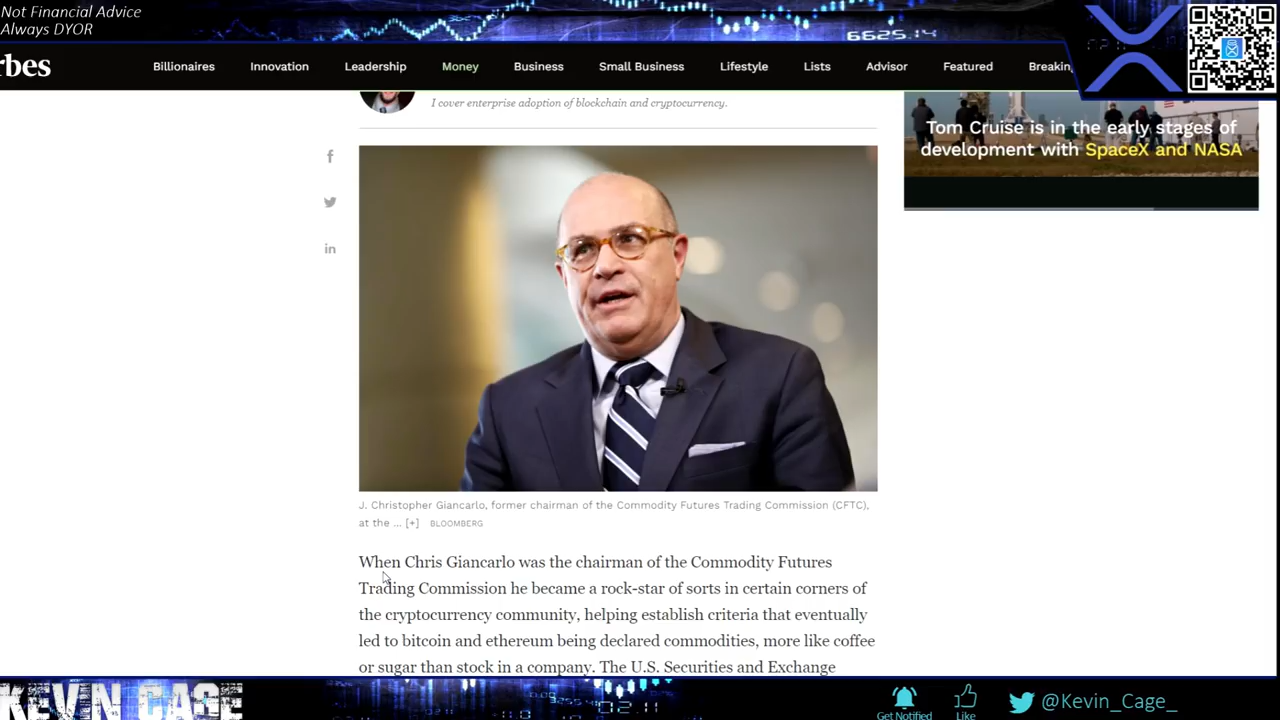 Not Financial Advice
Always DYOR
6625.14
rbes
Billionaires Innovation Leadership Money Business Small Business Lifestyle Lists Advisor Featured Breaking
I cover enterprise adoption of blockchain and cryptocurrency.
Tom Cruise is in the early stages of
development with SpaceX and NASA
J. Christopher Giancarlo, former chairman of the Commodity Futures Trading Commission (CFTC),
at the ... [+] BLOOMBERG
When Chris Giancarlo was the chairman of the Commodity Futures
Trading Commission he became a rock-star of sorts in certain corners of
the cryptocurrency community, helping establish criteria that eventually
led to bitcoin and ethereum being declared commodities, more like coffee
or sugar than stock in a company. The U.S. Securities and Exchange
KEVIN CAGE
Get Notified
Like
@Kevin_Cage_